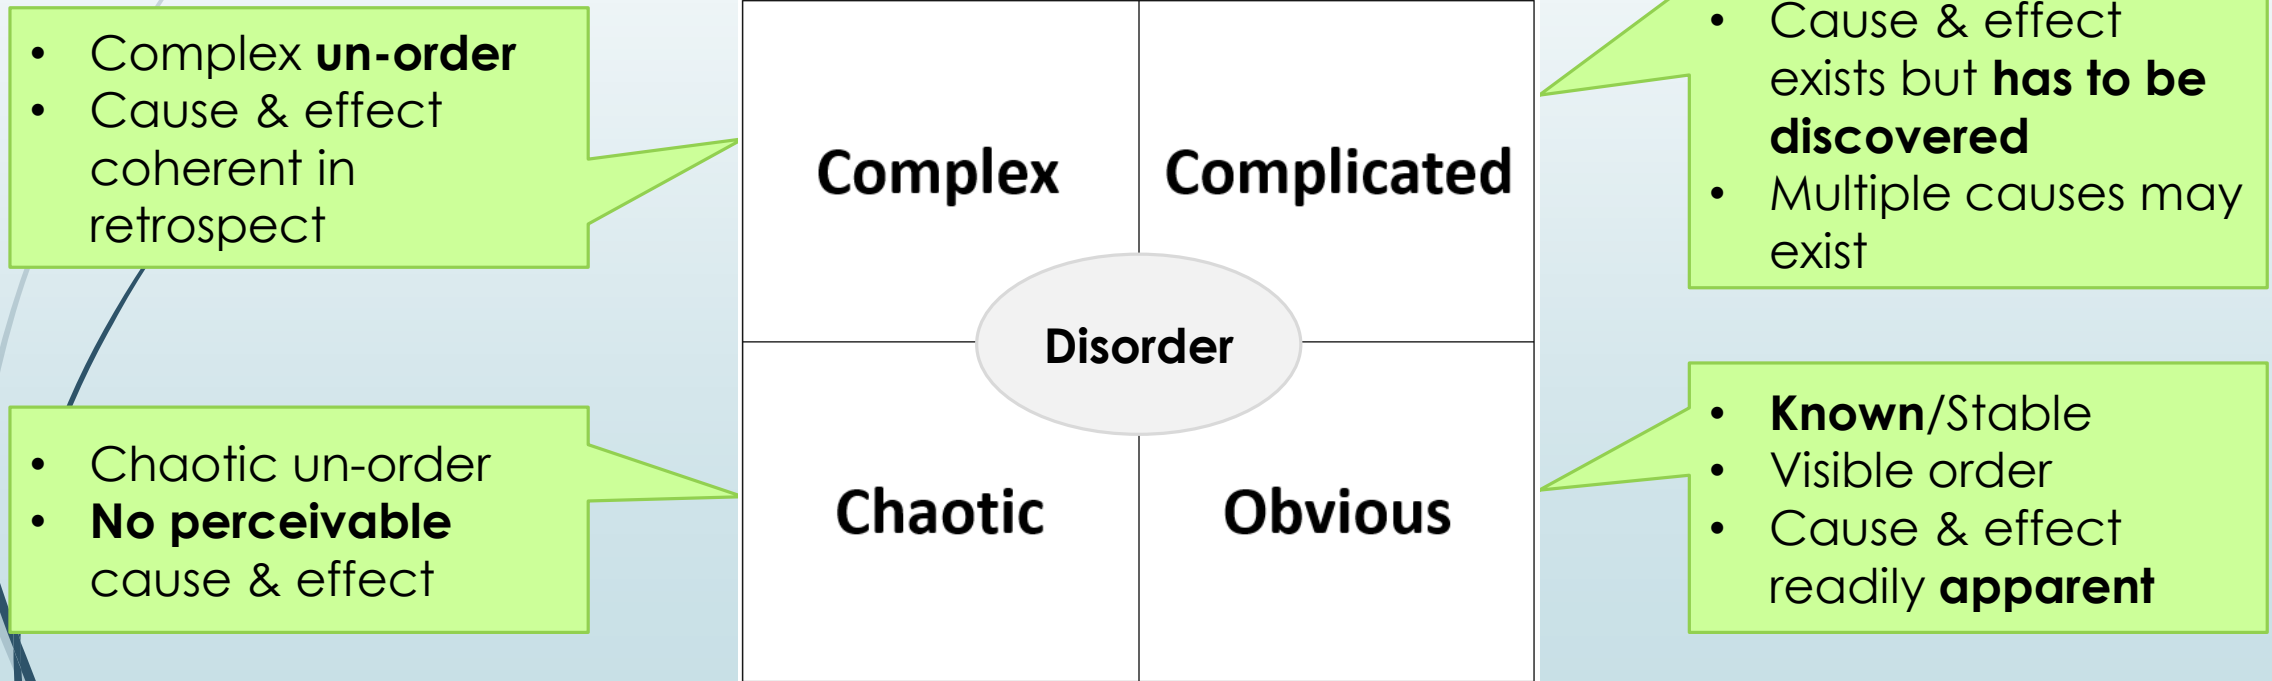 • Complex un-order
• Cause & effect
coherent in
retrospect
Complex
Complicated
• Cause & effect
exists but has to be
discovered
• Multiple causes may
exist
Disorder
• Chaotic un-order
• No perceivable
cause & effect
Chaotic
Obvious
• Known/Stable
• Visible order
• Cause & effect
readily apparent